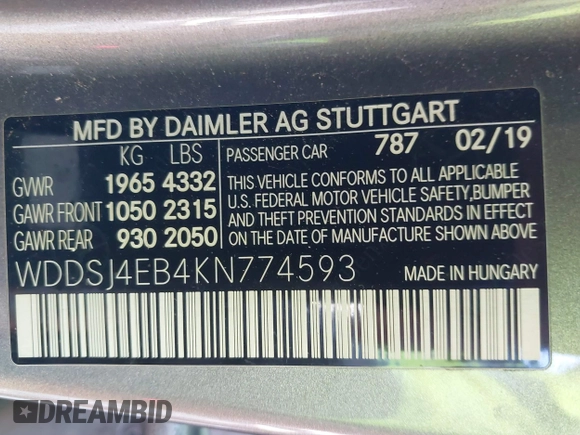 MFD BY DAIMLER AG STUTTGART
KG LBS
GVWR 1965 4332
GAWR FRONT 1050 2315
GAWR REAR 930 2050
PASSENGER CAR 787 02/19
THIS VEHICLE CONFORMS TO ALL APPLICABLE
U.S. FEDERAL MOTOR VEHICLE SAFETY, BUMPER
AND THEFT PREVENTION STANDARDS IN EFFECT
ON THE DATE OF MANUFACTURE SHOWN ABOVE.
WDDSJ4EB4KN774593 MADE IN HUNGARY
DREAMBID